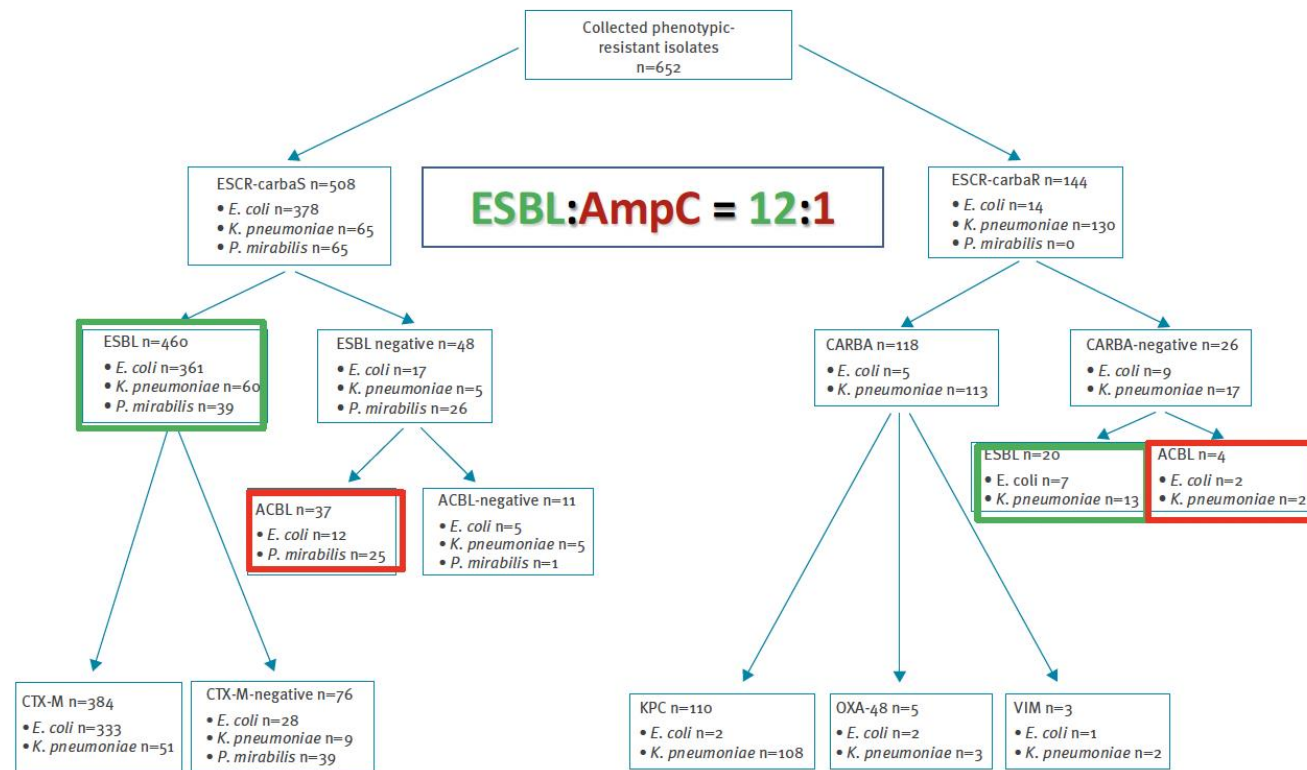 Collected phenotypic-
resistant isolates
n=652
ESCR-carbaS n=508
• E. coli n=378
• K. pneumoniae n=65
• P. mirabilis n=65
ESBL:AmpC = 12:1
ESCR-carbaR n=144
• E. coli n=14
• K. pneumoniae n=130
• P. mirabilis n=0
ESBL n=460
• E. coli n=361
• K. pneumoniae n=60
• P. mirabilis n=39
ESBL negative n=48
• E. coli n=17
• K. pneumoniae n=5
• P. mirabilis n=26
CARBA n=118
• E. coli n=5
• K. pneumoniae n=113
CARBA-negative n=26
• E. coli n=9
• K. pneumoniae n=17
ACBL n=37
• E. coli n=12
• P. mirabilis n=25
ACBL-negative n=11
• E. coli n=5
• K. pneumoniae n=5
• P. mirabilis n=1
ESBL n=20
• E. coli n=7
• K. pneumoniae n=13
ACBL n=4
• E. coli n=2
• K. pneumoniae n=2
CTX-M n=384
• E. coli n=333
• K. pneumoniae n=51
CTX-M-negative n=76
• E. coli n=28
• K. pneumoniae n=9
• P. mirabilis n=39
KPC n=110
• E. coli n=2
• K. pneumoniae n=108
OXA-48 n=5
• E. coli n=2
• K. pneumoniae n=3
VIM n=3
• E. coli n=1
• K. pneumoniae n=2